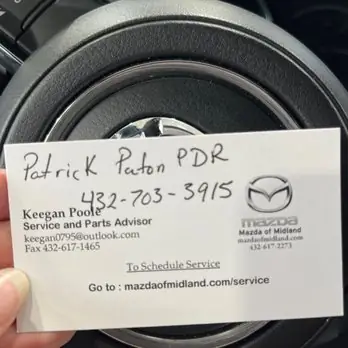 Patrick Paton PDR
432-703-3915
Keegan Poole
Service and Parts Advisor
keegan0795@outlook.com
Fax 432-617-1465
mazda
Mazda of Midland
mazdaofmidland.com
432-617-2273
To Schedule Service
Go to : mazdaofmidland.com/service